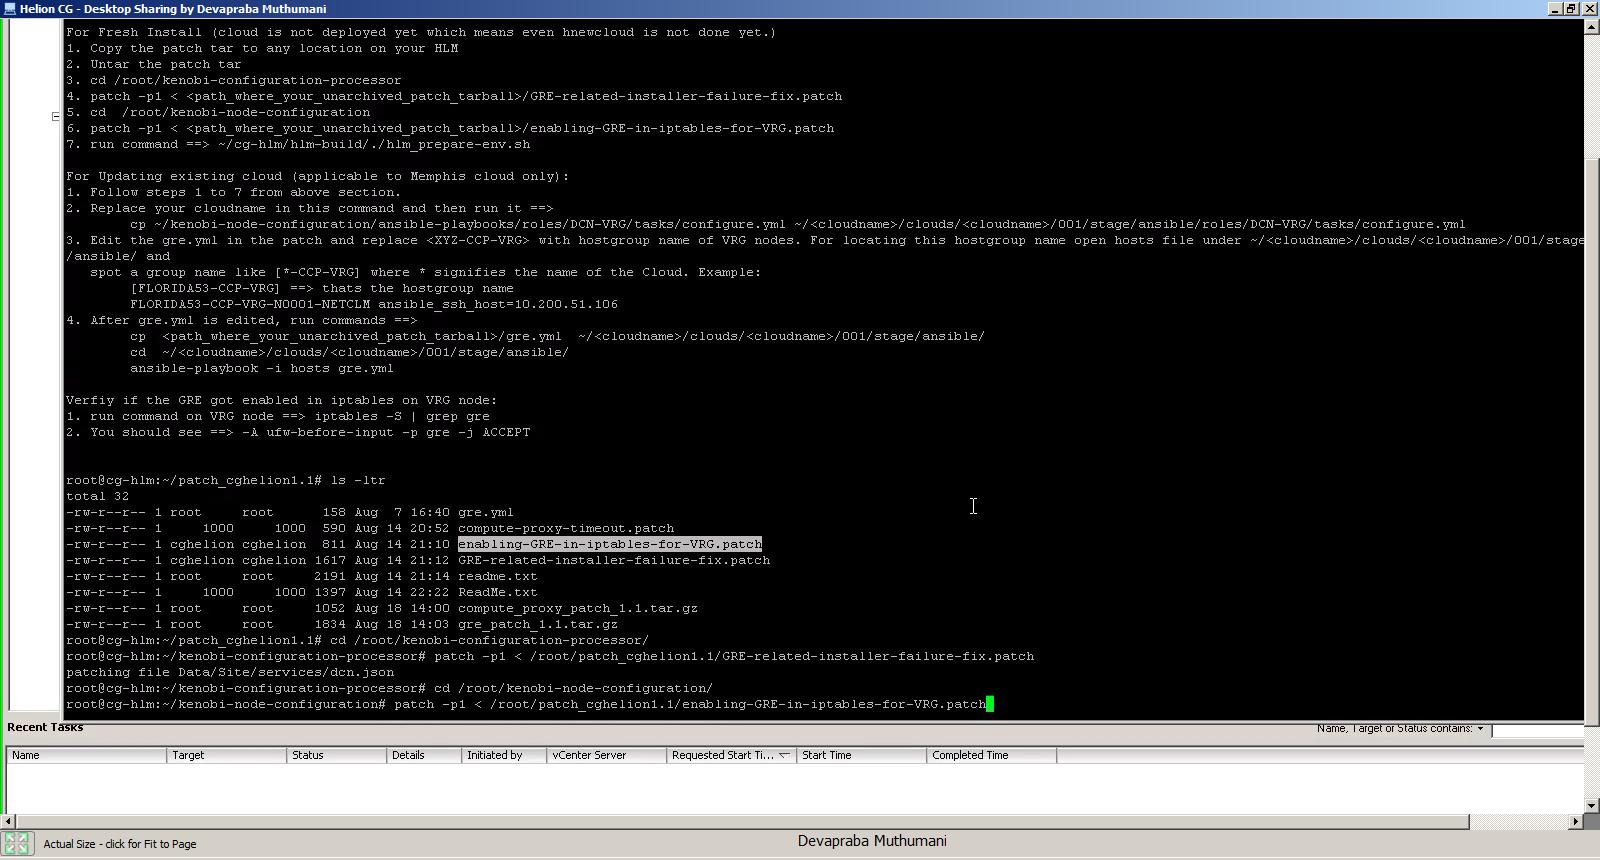 Helion CG - Desktop Sharing by Devapraba Muthumani
For Fresh Install (cloud is not deployed yet which means even hnewcloud is not done yet.)
1. Copy the patch tar to any location on your HLM
2. Untar the patch tar
3. cd /root/kenobi-configuration-processor
4. patch -p1 < <path_where_your_unarchived_patch_tarball>/GRE-related-installer-failure-fix.patch
5. cd  /root/kenobi-node-configuration
6. patch -p1 < <path_where_your_unarchived_patch_tarball>/enabling-GRE-in-iptables-for-VRG.patch
7. run command ==> ~/cg-hlm/hlm-build/./hlm_prepare-env.sh
For Updating existing cloud (applicable to Memphis cloud only):
1. Follow steps 1 to 7 from above section.
2. Replace your cloudname in this command and then run it ==>
cp ~/kenobi-node-configuration/ansible-playbooks/roles/DCN-VRG/tasks/configure.yml ~/<cloudname>/clouds/<cloudname>/001/stage/ansible/roles/DCN-VRG/tasks/configure.yml
3. Edit the gre.yml in the patch and replace <XYZ-CCP-VRG> with hostgroup name of VRG nodes. For locating this hostgroup name open hosts file under ~/<cloudname>/clouds/<cloudname>/001/stage
/ansible/ and
spot a group name like [*-CCP-VRG] where * signifies the name of the Cloud. Example:
[FLORIDA53-CCP-VRG] ==> thats the hostgroup name
FLORIDA53-CCP-VRG-N0001-NETCLM ansible_ssh_host=10.200.51.106
4. After gre.yml is edited, run commands ==>
cp  <path_where_your_unarchived_patch_tarball>/gre.yml  ~/<cloudname>/clouds/<cloudname>/001/stage/ansible/
cd  ~/<cloudname>/clouds/<cloudname>/001/stage/ansible/
ansible-playbook -i hosts gre.yml
Verfiy if the GRE got enabled in iptables on VRG node:
1. run command on VRG node ==> iptables -S | grep gre
2. You should see ==> -A ufw-before-input -p gre -j ACCEPT
root@cg-hlm:~/patch_cghelion1.1# ls -ltr
total 32
-rw-r--r-- 1 root     root      158 Aug  7 16:40 gre.yml
-rw-r--r-- 1     1000     1000  590 Aug 14 20:52 compute-proxy-timeout.patch
-rw-r--r-- 1 cghelion cghelion  811 Aug 14 21:10 enabling-GRE-in-iptables-for-VRG.patch
-rw-r--r-- 1 cghelion cghelion 1617 Aug 14 21:12 GRE-related-installer-failure-fix.patch
-rw-r--r-- 1 root     root     2191 Aug 14 21:14 readme.txt
-rw-r--r-- 1     1000     1000 1397 Aug 14 22:22 ReadMe.txt
-rw-r--r-- 1 root     root     1052 Aug 18 14:00 compute_proxy_patch_1.1.tar.gz
-rw-r--r-- 1 root     root     1834 Aug 18 14:03 gre_patch_1.1.tar.gz
root@cg-hlm:~/patch_cghelion1.1# cd /root/kenobi-configuration-processor/
root@cg-hlm:~/kenobi-configuration-processor# patch -p1 < /root/patch_cghelion1.1/GRE-related-installer-failure-fix.patch
patching file Data/Site/services/dcn.json
root@cg-hlm:~/kenobi-configuration-processor# cd /root/kenobi-node-configuration/
root@cg-hlm:~/kenobi-node-configuration# patch -p1 < /root/patch_cghelion1.1/enabling-GRE-in-iptables-for-VRG.patch
Recent Tasks
Name, Target or Status contains:
Name Target Status Details Initiated by vCenter Server Requested Start Ti... Start Time Completed Time
Actual Size - click for Fit to Page
Devapraba Muthumani